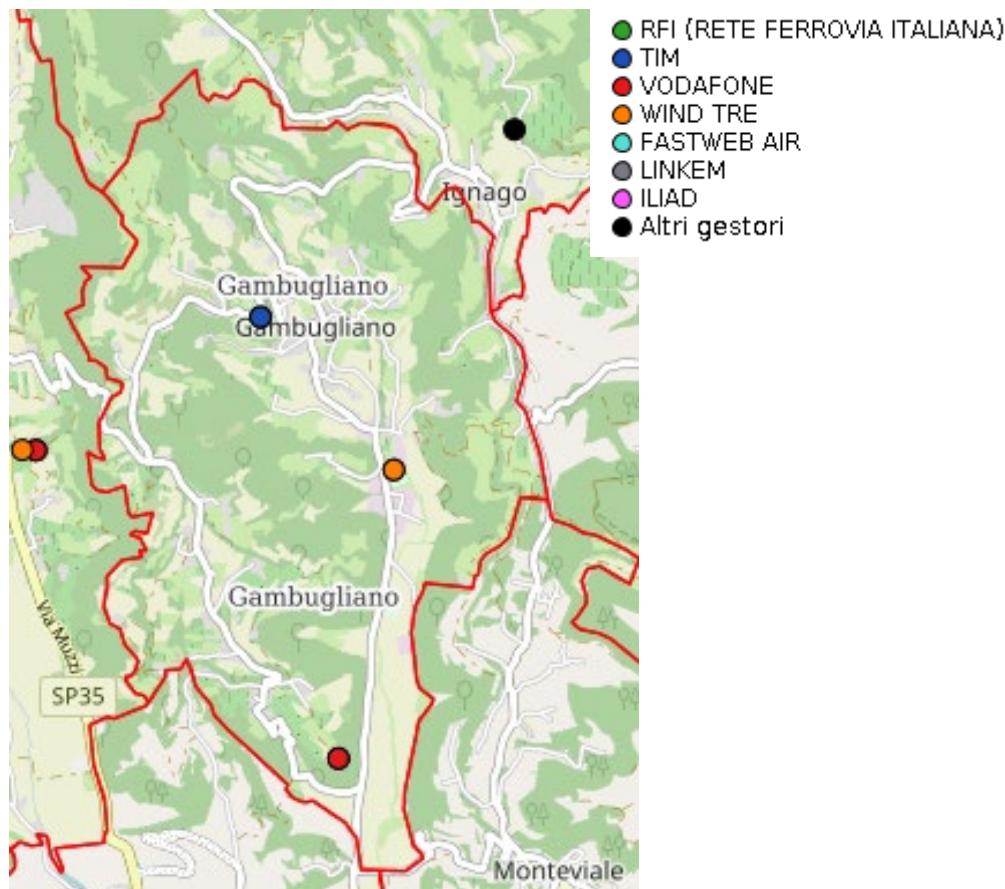 RFI (RETE FERROVIA ITALIANA)
TIM
VODAFONE
WIND TRE
FASTWEB AIR
LINKEM
ILIAD
Altri gestori
Ignago
Gambugliano
Gambugliano
Gambugliano
Via Muzzi
SP35
Monteviale